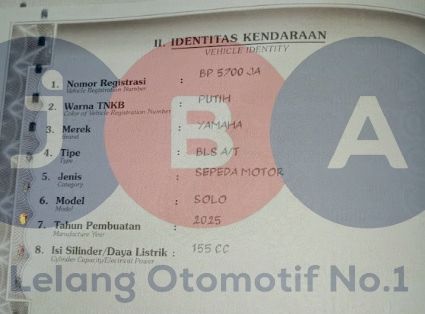 II. IDENTITAS KENDARAAN
VEHICLE IDENTITY
1. Nomor Registrasi : BP 5700 JA
Vehicle Registration Number
2. Warna TNKB : PUTIH
Color of Vehicle Registration Number
3. Merek : YAMAHA
Brand
4. Tipe : BLS A/T
Type
5. Jenis : SEPEDA MOTOR
Category
6. Model : SOLO
Model
7. Tahun Pembuatan : 2025
Manufacture Year
8. Isi Silinder/Daya Listrik : 155 CC
Cylinder Capacity/Electrical Power
j B A
Lelang Otomotif No.1